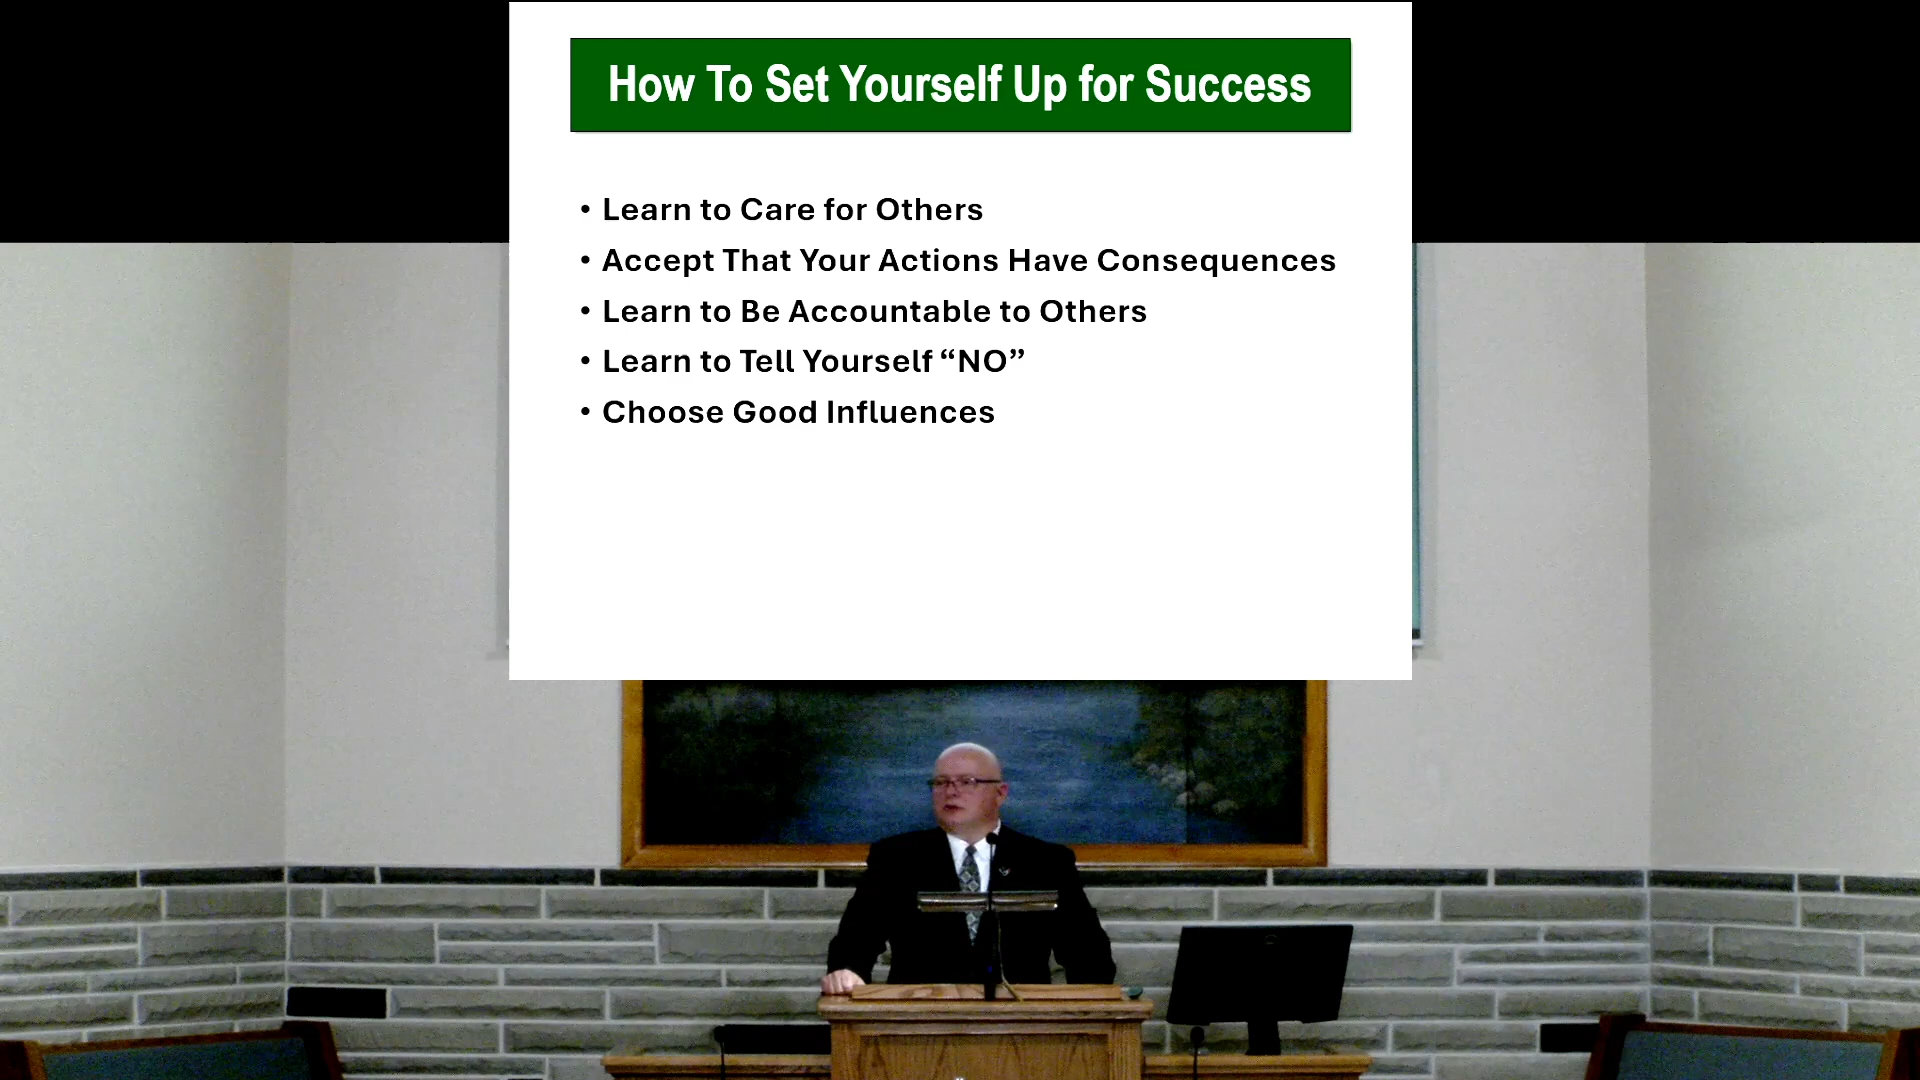 How To Set Yourself Up for Success
• Learn to Care for Others
• Accept That Your Actions Have Consequences
• Learn to Be Accountable to Others
• Learn to Tell Yourself “NO”
• Choose Good Influences